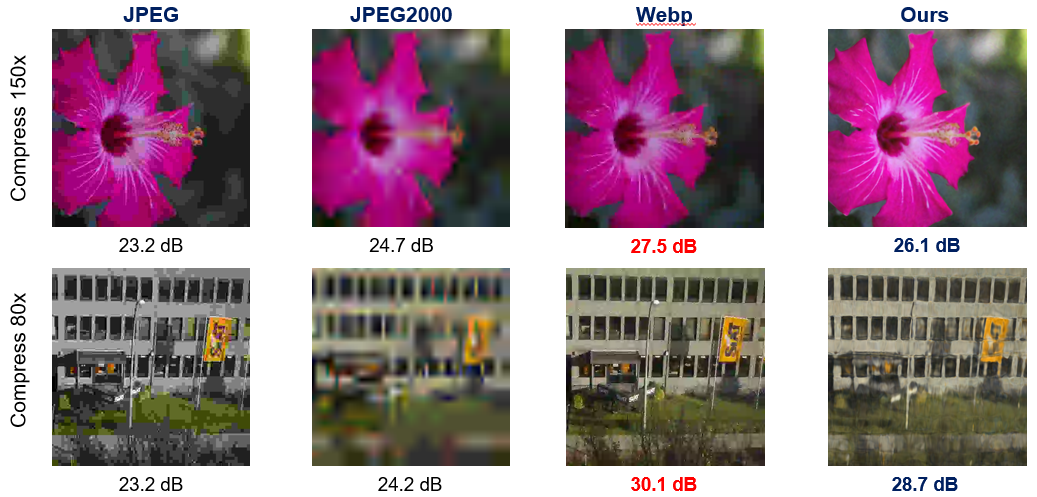 JPEG JPEG2000 Webp Ours
Compress 150x
23.2 dB 24.7 dB 27.5 dB 26.1 dB
Compress 80x
23.2 dB 24.2 dB 30.1 dB 28.7 dB